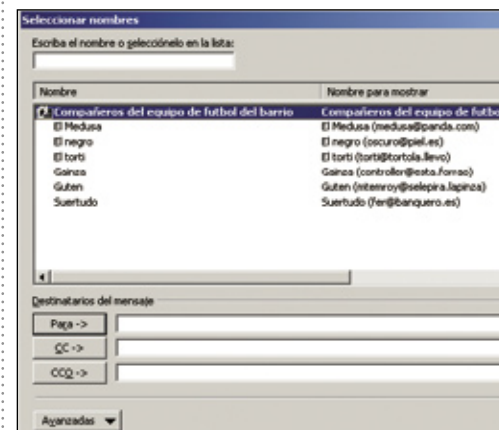 Seleccionar nombres
Escriba el nombre o selecciónelo en la lista:
Nombre Nombre para mostrar
Compañeros del equipo de futbol del barrio Compañeros del equipo de futbo
El Medusa El Medusa (medusa@panda.com)
El negro El negro (oscuro@piel.es)
El torti El torti (torti@tortola.llevo)
Gainza Gainza (controller@esta.forrao)
Guten Guten (mtemroy@selepira.lapinza)
Suertudo Suertudo (fer@banquero.es)
Destinatarios del mensaje
Para ->
CC ->
CCO ->
Avanzadas